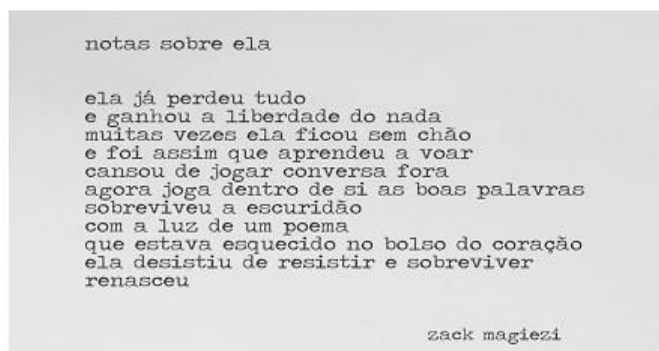 notas sobre ela
ela já perdeu tudo
e ganhou a liberdade do nada
muitas vezes ela ficou sem chão
e foi assim que aprendeu a voar
cansou de jogar conversa fora
agora joga dentro de si as boas palavras
sobreviveu a escuridão
com a luz de um poema
que estava esquecido no bolso do coração
ela desistiu de resistir e sobreviver
renasceu
zack magiezi